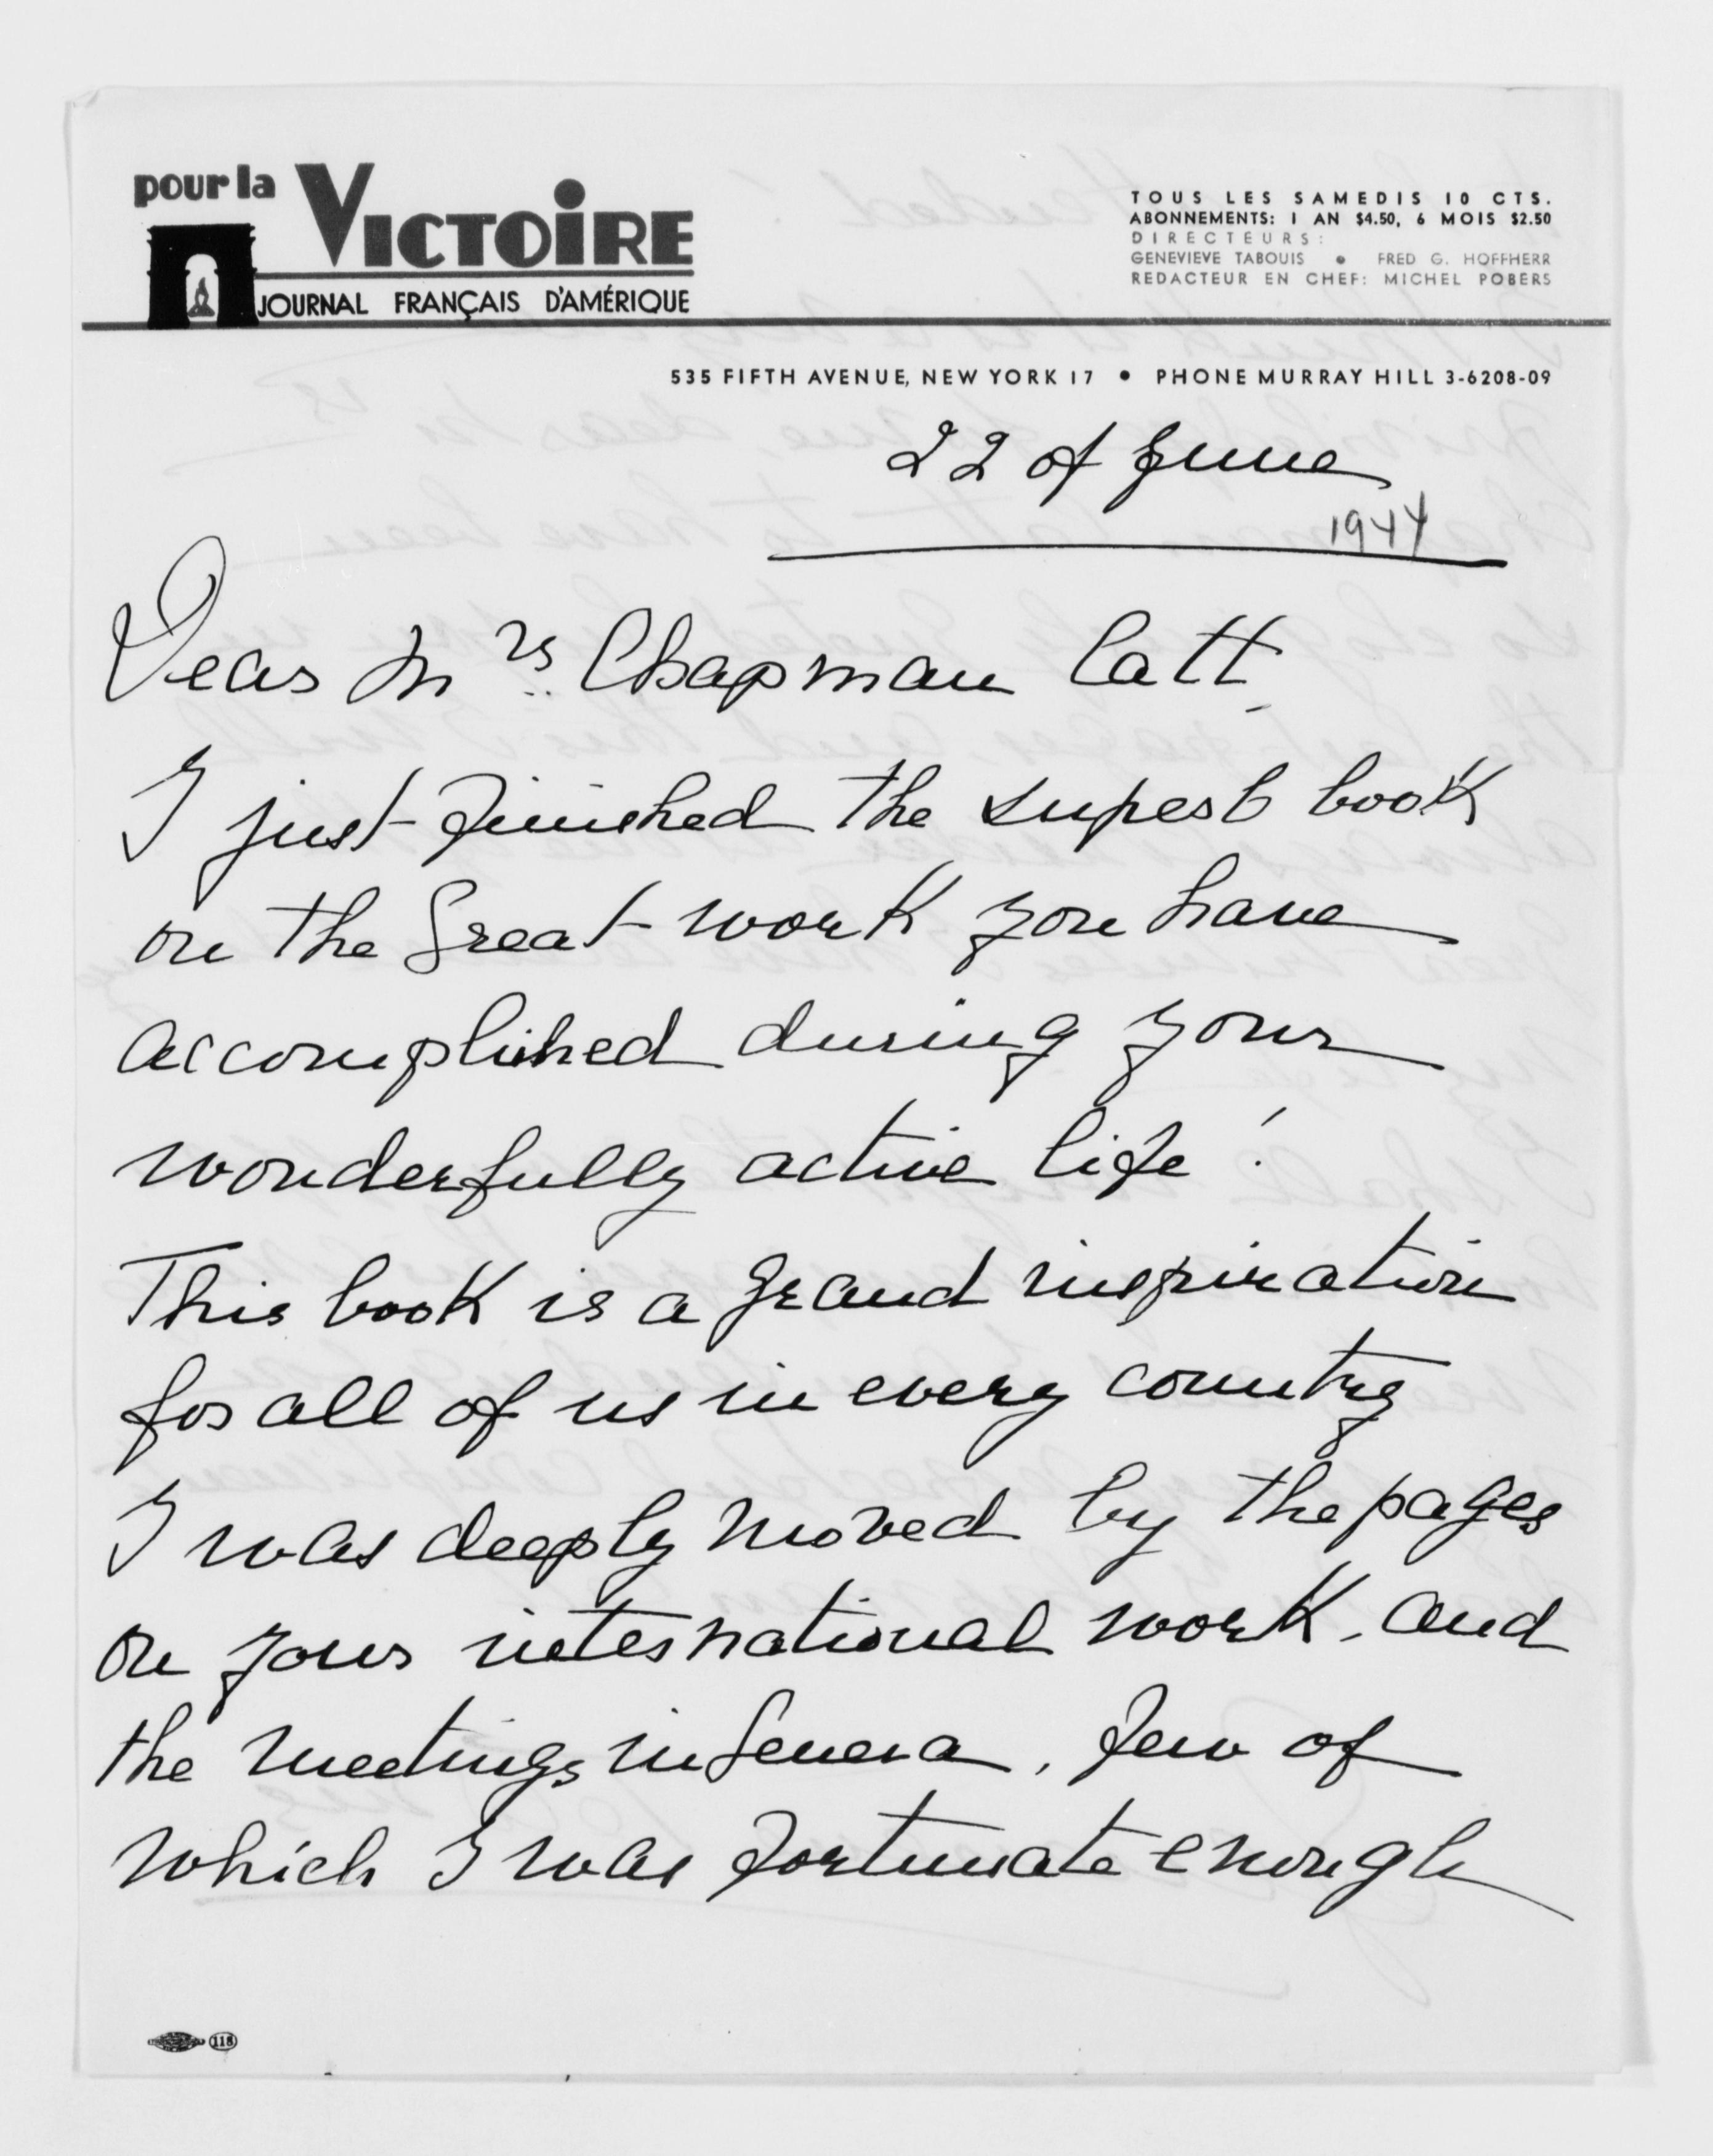 pour la VICTOIRE
JOURNAL FRANÇAIS D'AMÉRIQUE
TOUS LES SAMEDIS 10 CTS.
ABONNEMENTS: 1 AN $4.50, 6 MOIS $2.50
DIRECTEURS:
GENEVIEVE TABOUIS • FRED G. HOFFHERR
REDACTEUR EN CHEF: MICHEL POBERS
535 FIFTH AVENUE, NEW YORK 17 • PHONE MURRAY HILL 3-6208-09
22 of June
1944
Dear Mrs Chapman Catt
I just finished the superb book
on the great work you have
accomplished during your
wonderfully active life!
This book is a grand inspiration
for all of us in every country
I was deeply moved by the pages
on your international work, and
the meetings in Geneva, few of
which I was fortunate enough
118